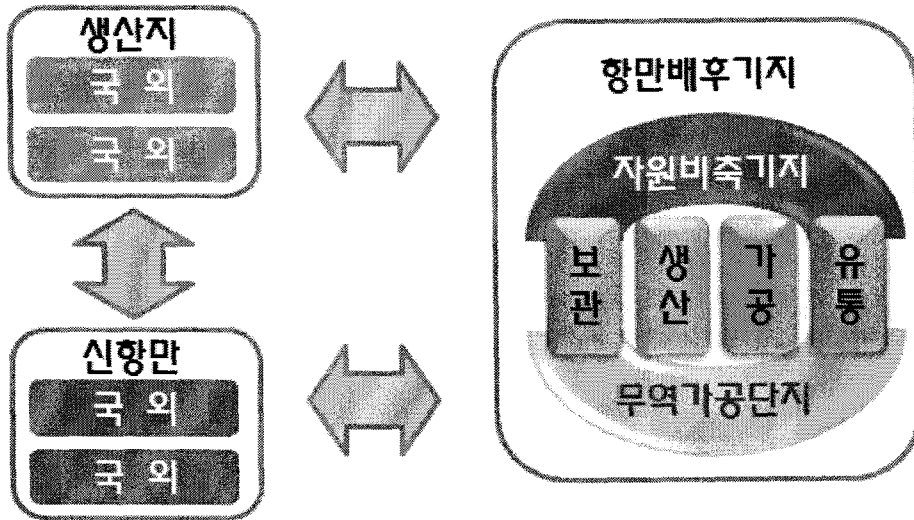 생산지
국 외
국 외
신항만
국 외
국 외
항만배후기지
자원비축기지
보관
생산
가공
유통
무역가공단지